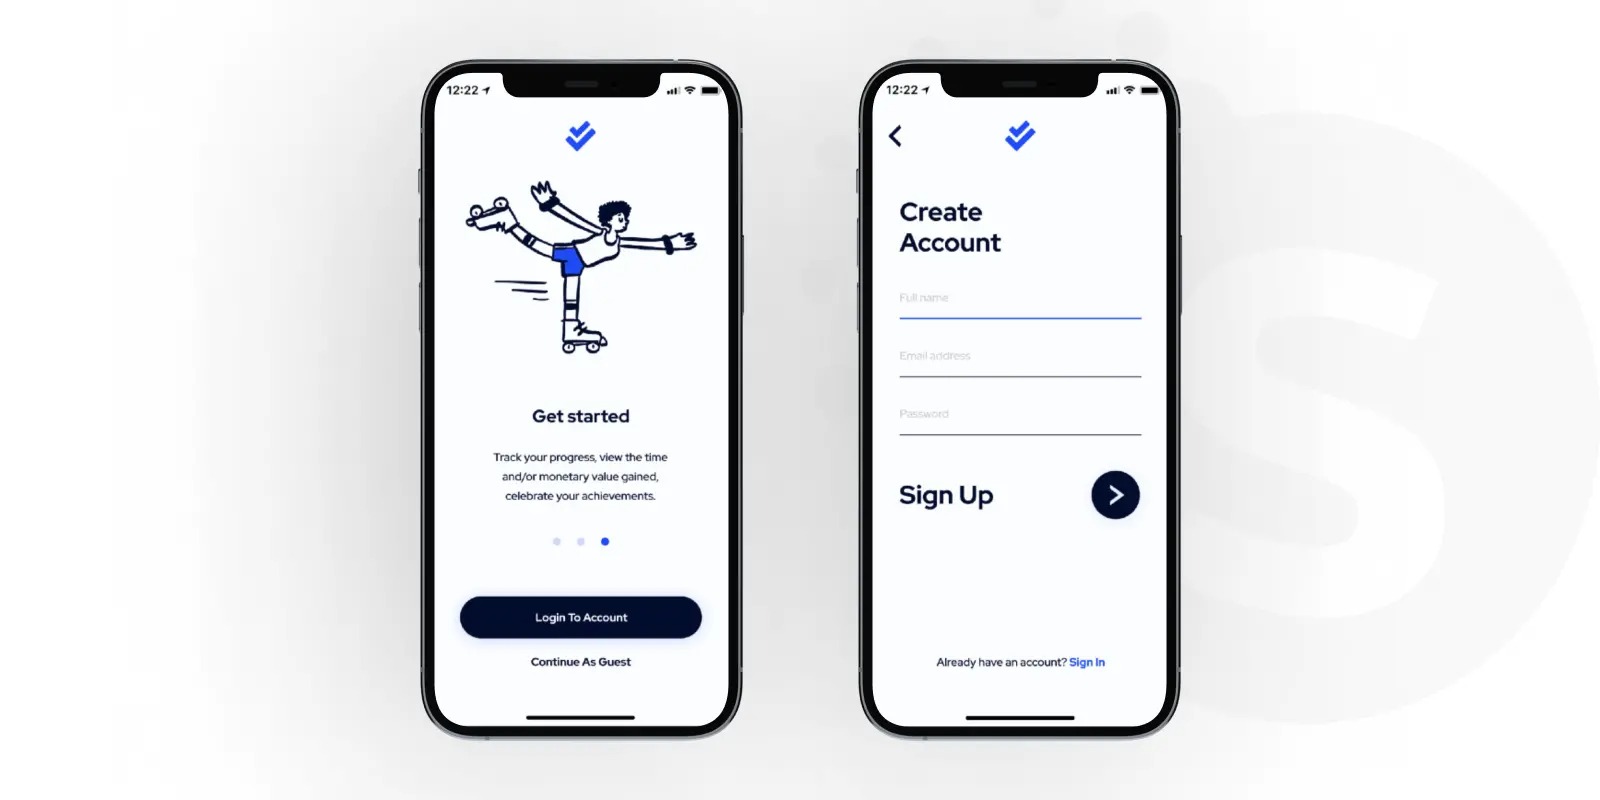 12:22
Get started
Track your progress, view the time
and/or monetary value gained,
celebrate your achievements.
Login To Account
Continue As Guest
12:22
Create
Account
Full name
Email address
Password
Sign Up
Already have an account? Sign In
S